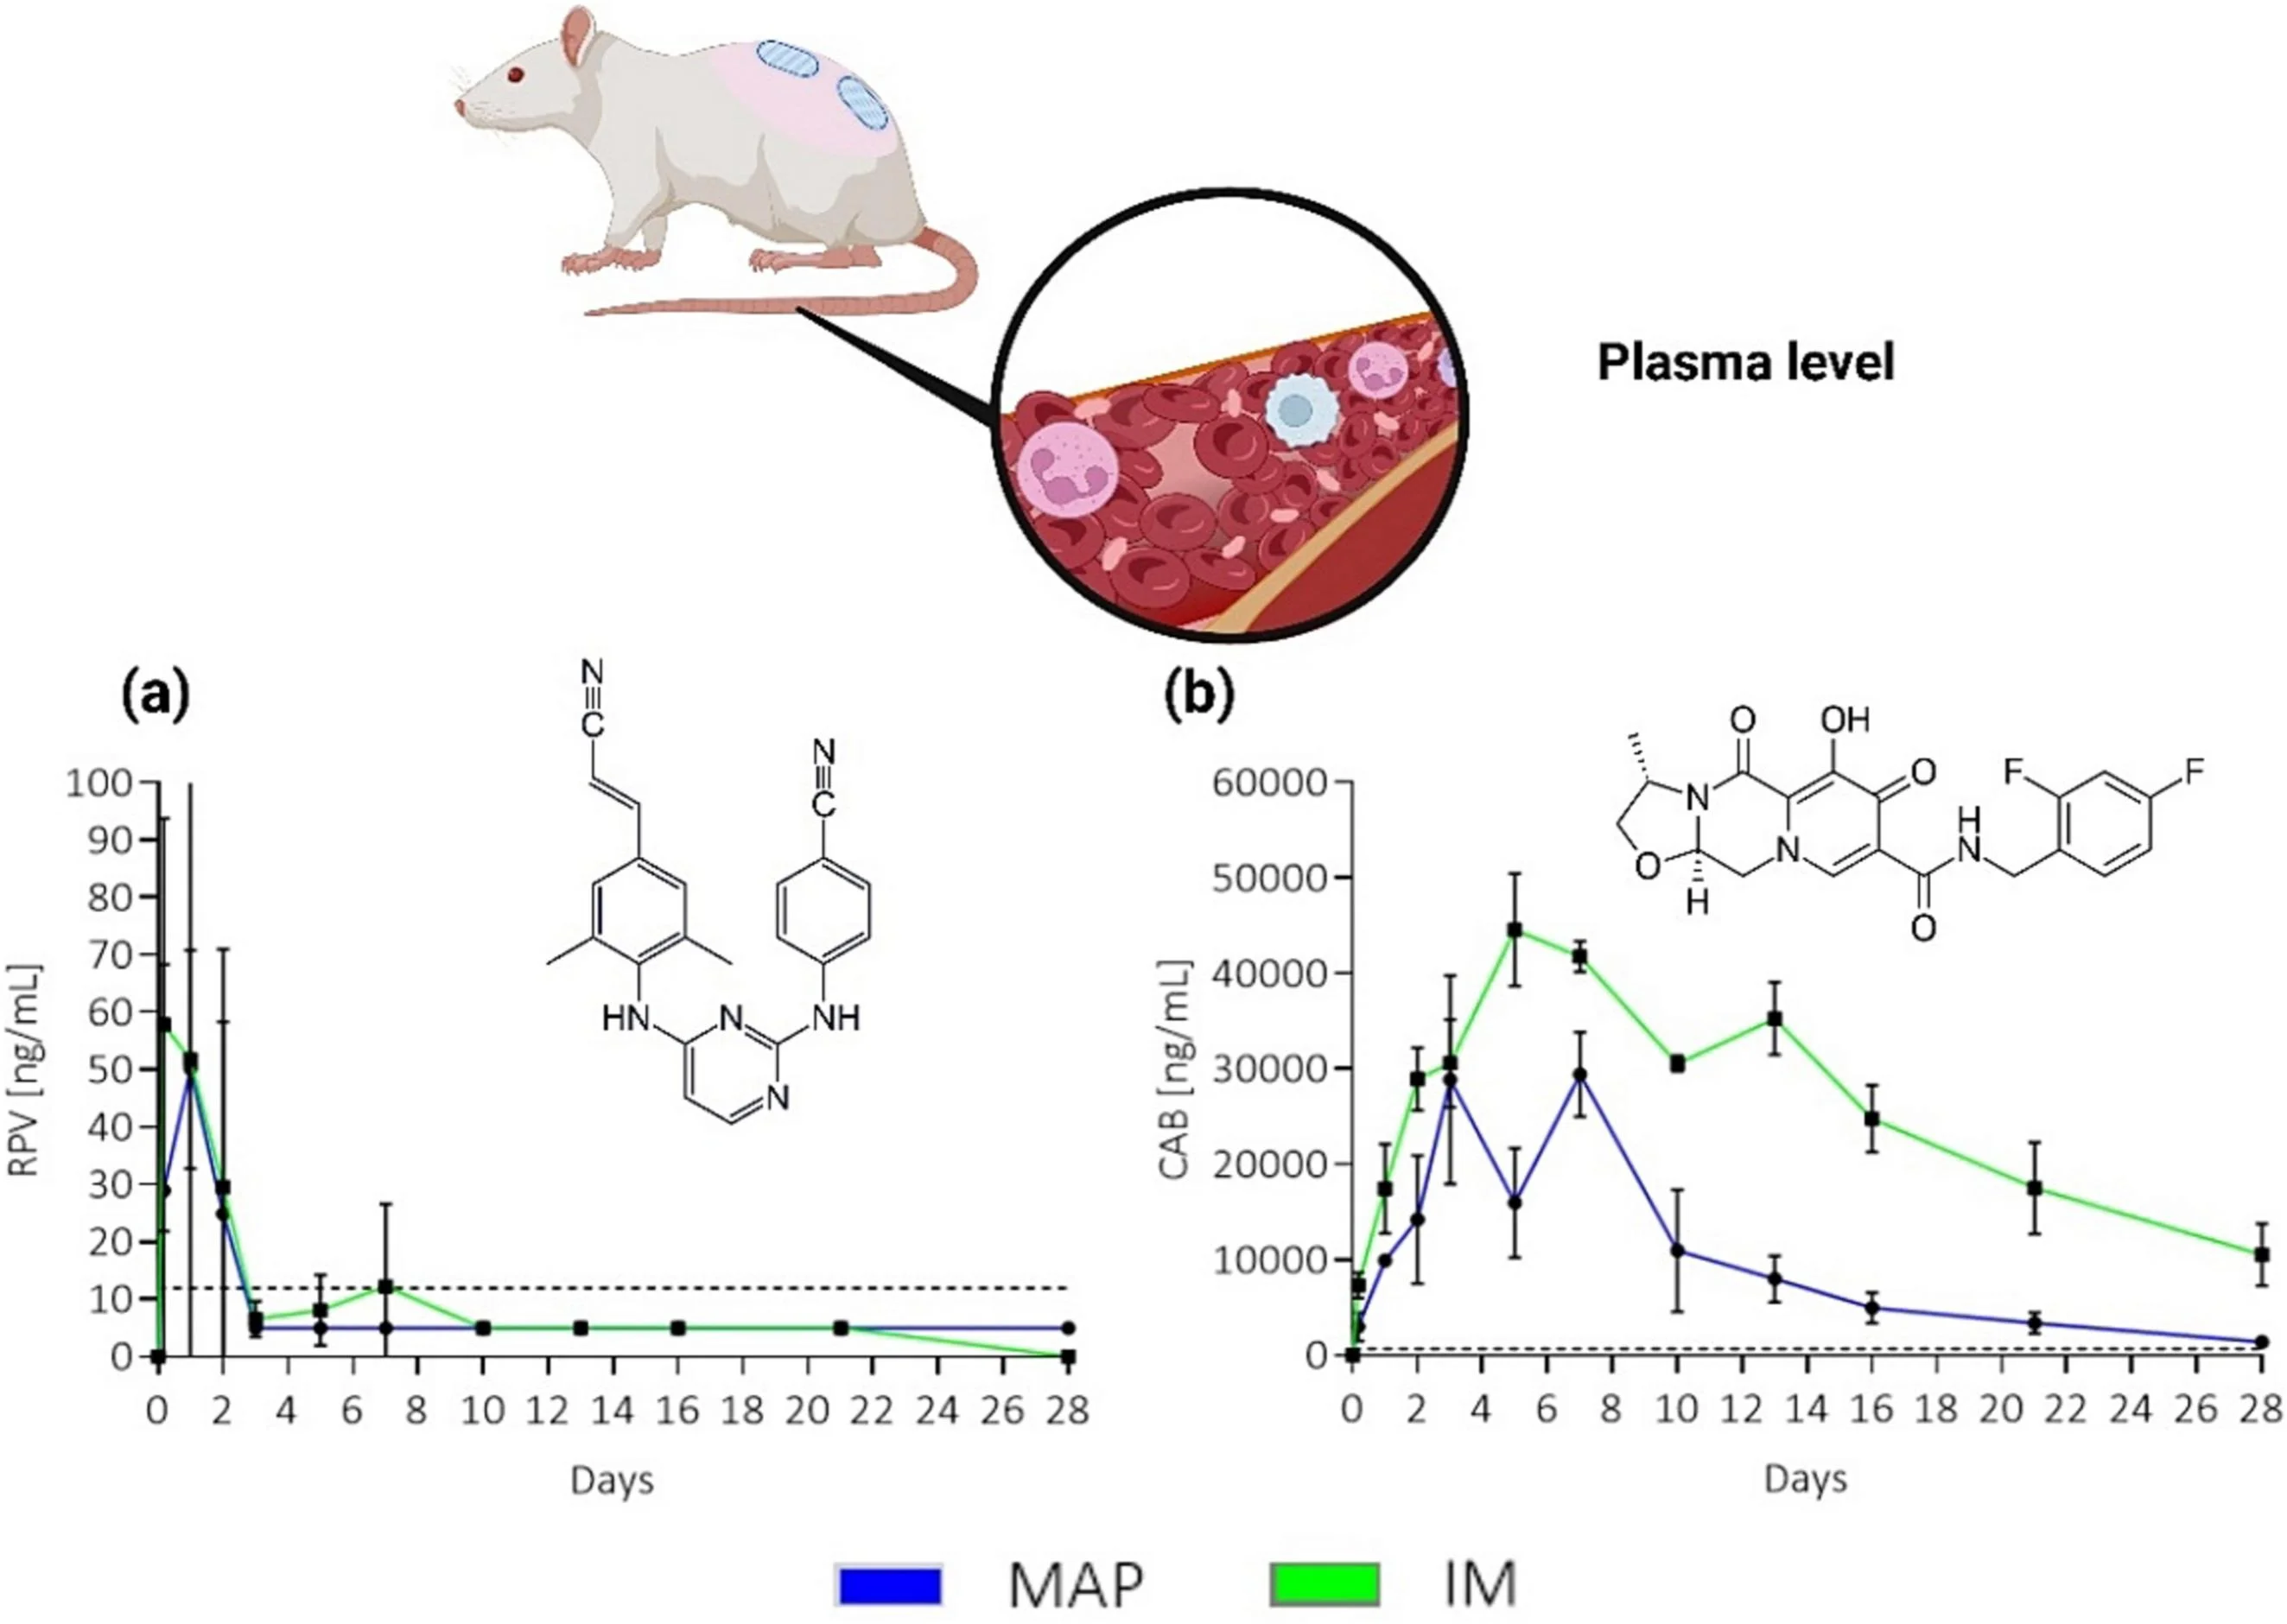 Plasma level
(a)
N
C
N
C
HN
N
NH
N
100
90
80
70
60
50
40
30
20
10
0
RPV [ng/mL]
0 2 4 6 8 10 12 14 16 18 20 22 24 26 28
Days
(b)
O OH
N O F F
H
O N N
H
O
60000
50000
40000
30000
20000
10000
0
CAB [ng/mL]
0 2 4 6 8 10 12 14 16 18 20 22 24 26 28
Days
MAP IM